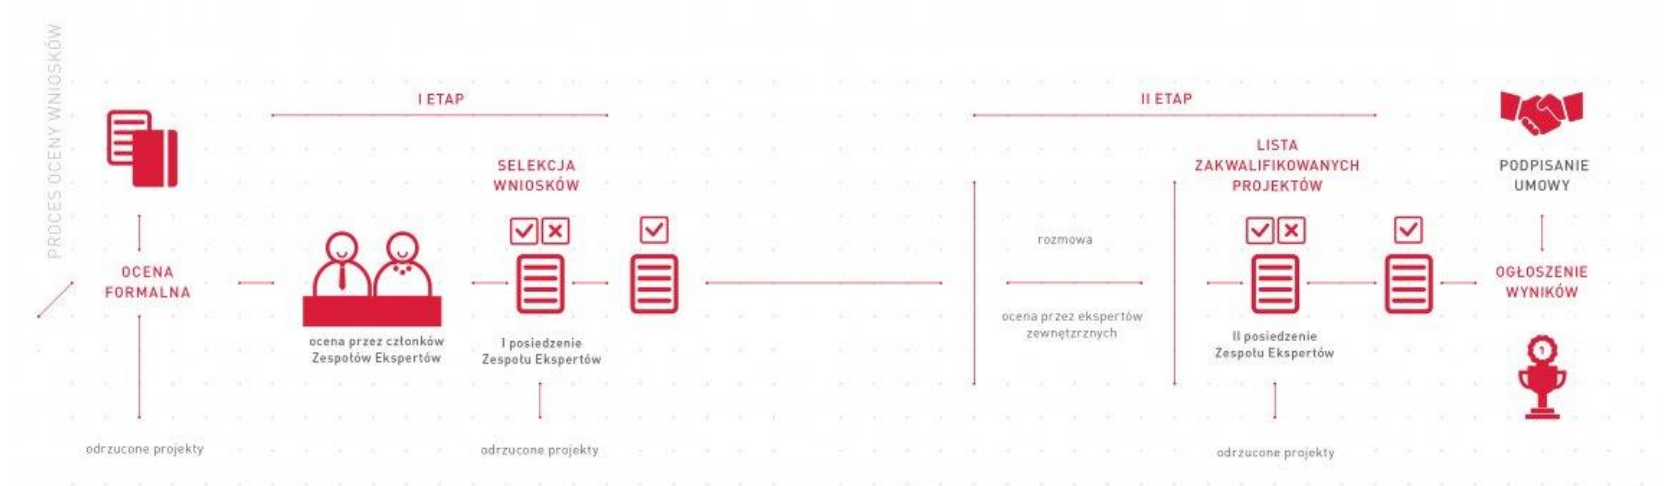 PROCES OCENY WNIOSKÓW
OCENA
FORMALNA
odrzucone projekty
I ETAP
ocena przez członków
Zespołów Ekspertów
SELEKCJA
WNIOSKÓW
I posiedzenie
Zespołu Ekspertów
odrzucone projekty
II ETAP
rozmowa
ocena przez ekspertów
zewnętrzrznych
LISTA
ZAKWALIFIKOWANYCH
PROJEKTÓW
II posiedzenie
Zespołu Ekspertów
odrzucone projekty
PODPISANIE
UMOWY
OGŁOSZENIE
WYNIKÓW
1